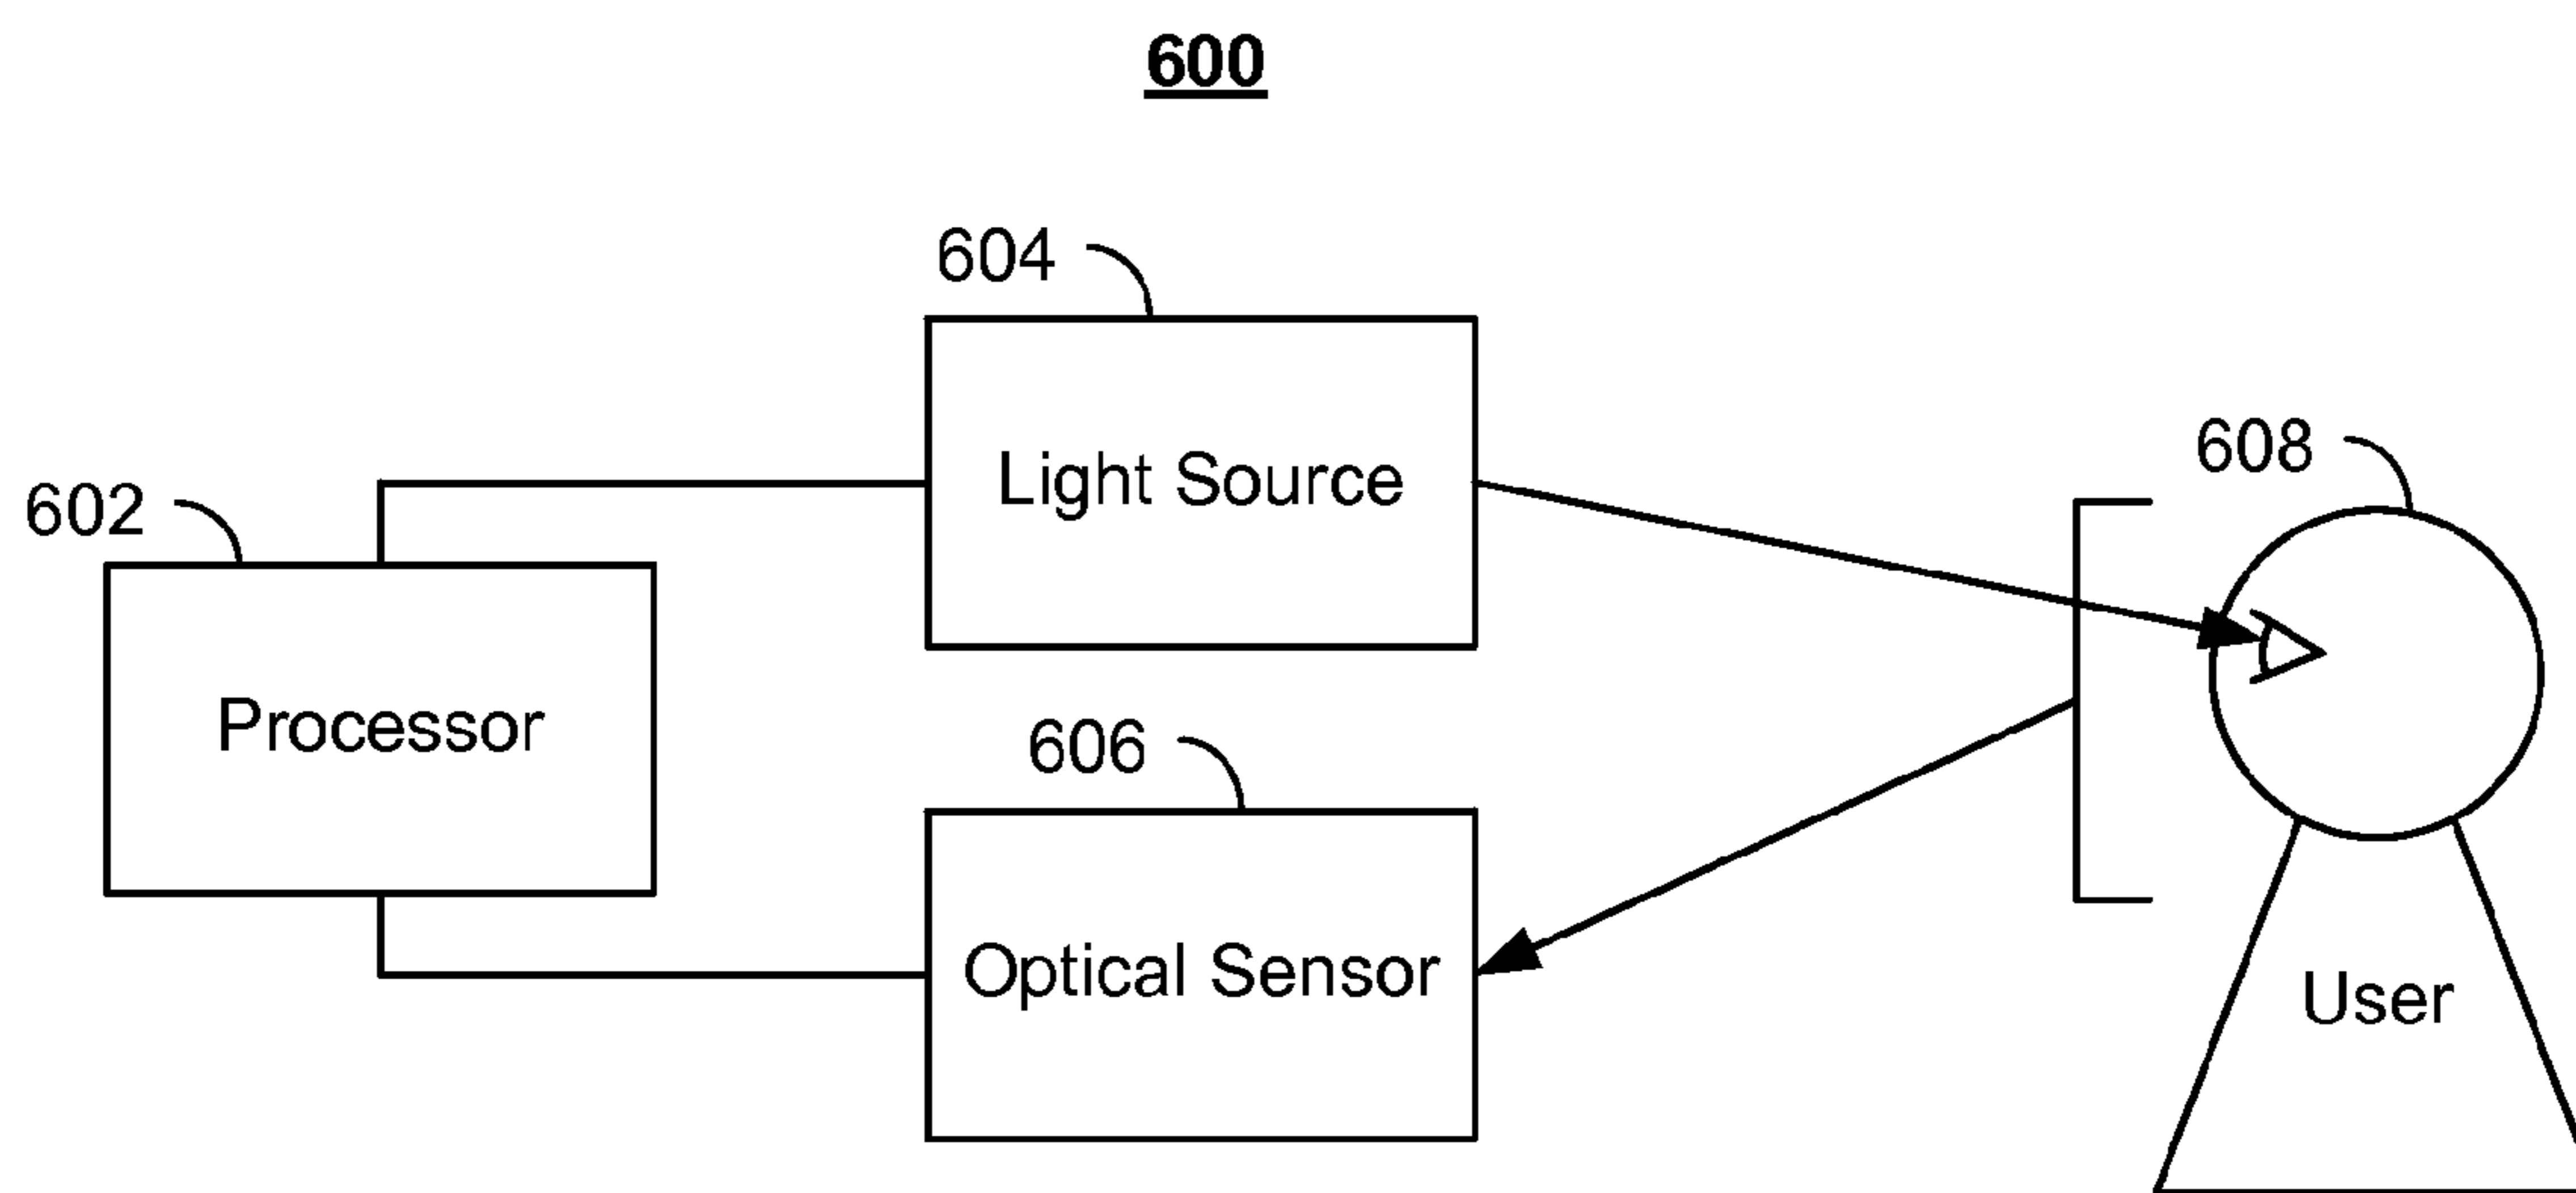 600
604
Light Source
608
602
Processor
606
Optical Sensor
User